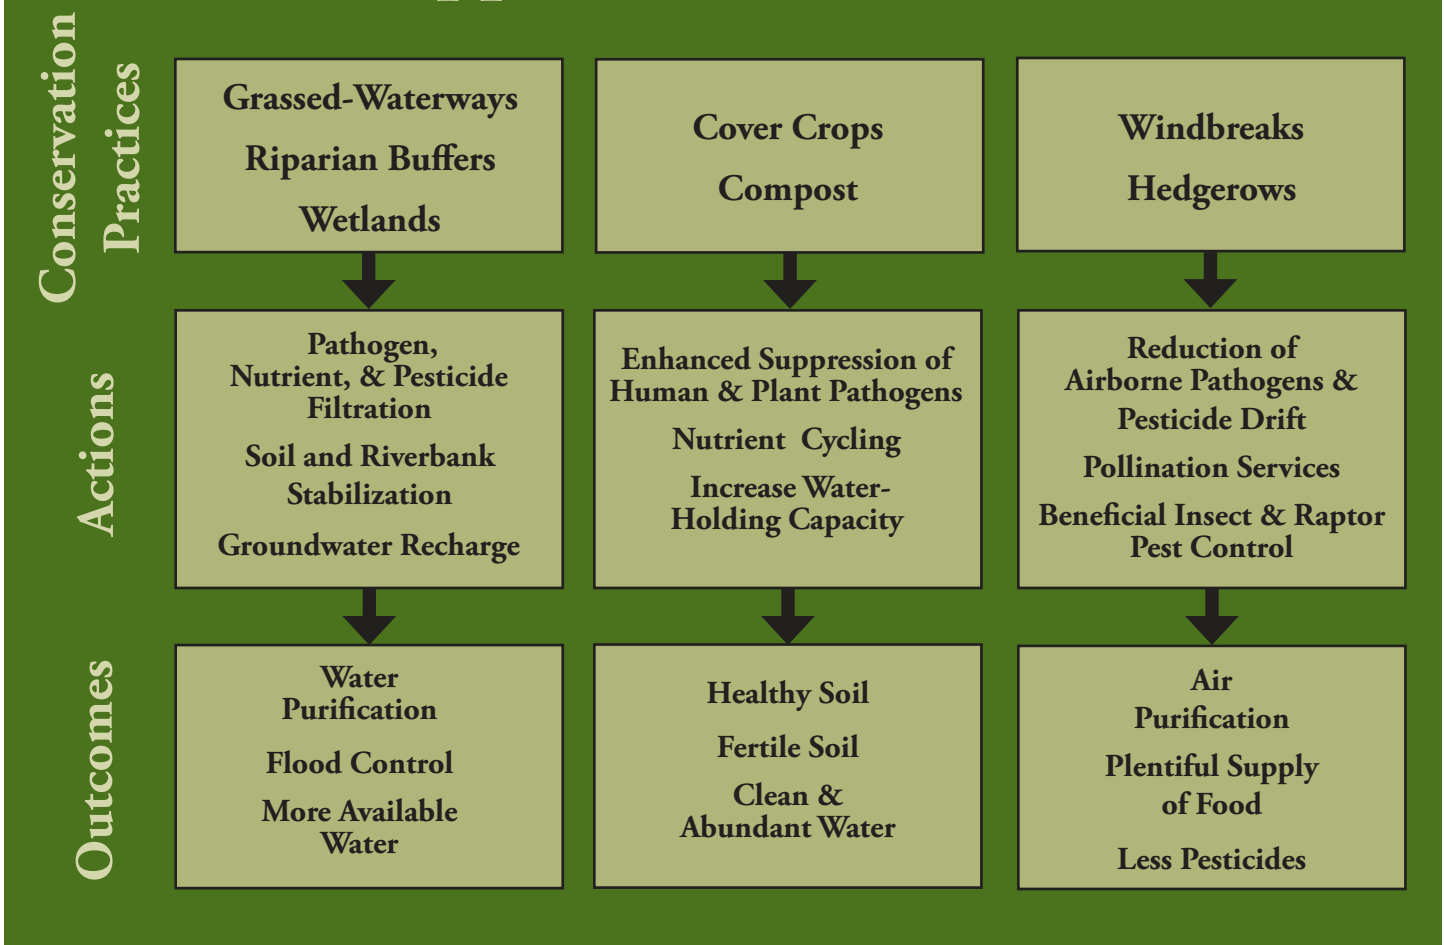 Conservation
Practices
Grassed-Waterways
Riparian Buffers
Wetlands
Cover Crops
Compost
Windbreaks
Hedgerows
Actions
Pathogen,
Nutrient, & Pesticide
Filtration
Soil and Riverbank
Stabilization
Groundwater Recharge
Enhanced Suppression of
Human & Plant Pathogens
Nutrient Cycling
Increase Water-
Holding Capacity
Reduction of
Airborne Pathogens &
Pesticide Drift
Pollination Services
Beneficial Insect & Raptor
Pest Control
Outcomes
Water
Purification
Flood Control
More Available
Water
Healthy Soil
Fertile Soil
Clean &
Abundant Water
Air
Purification
Plentiful Supply
of Food
Less Pesticides